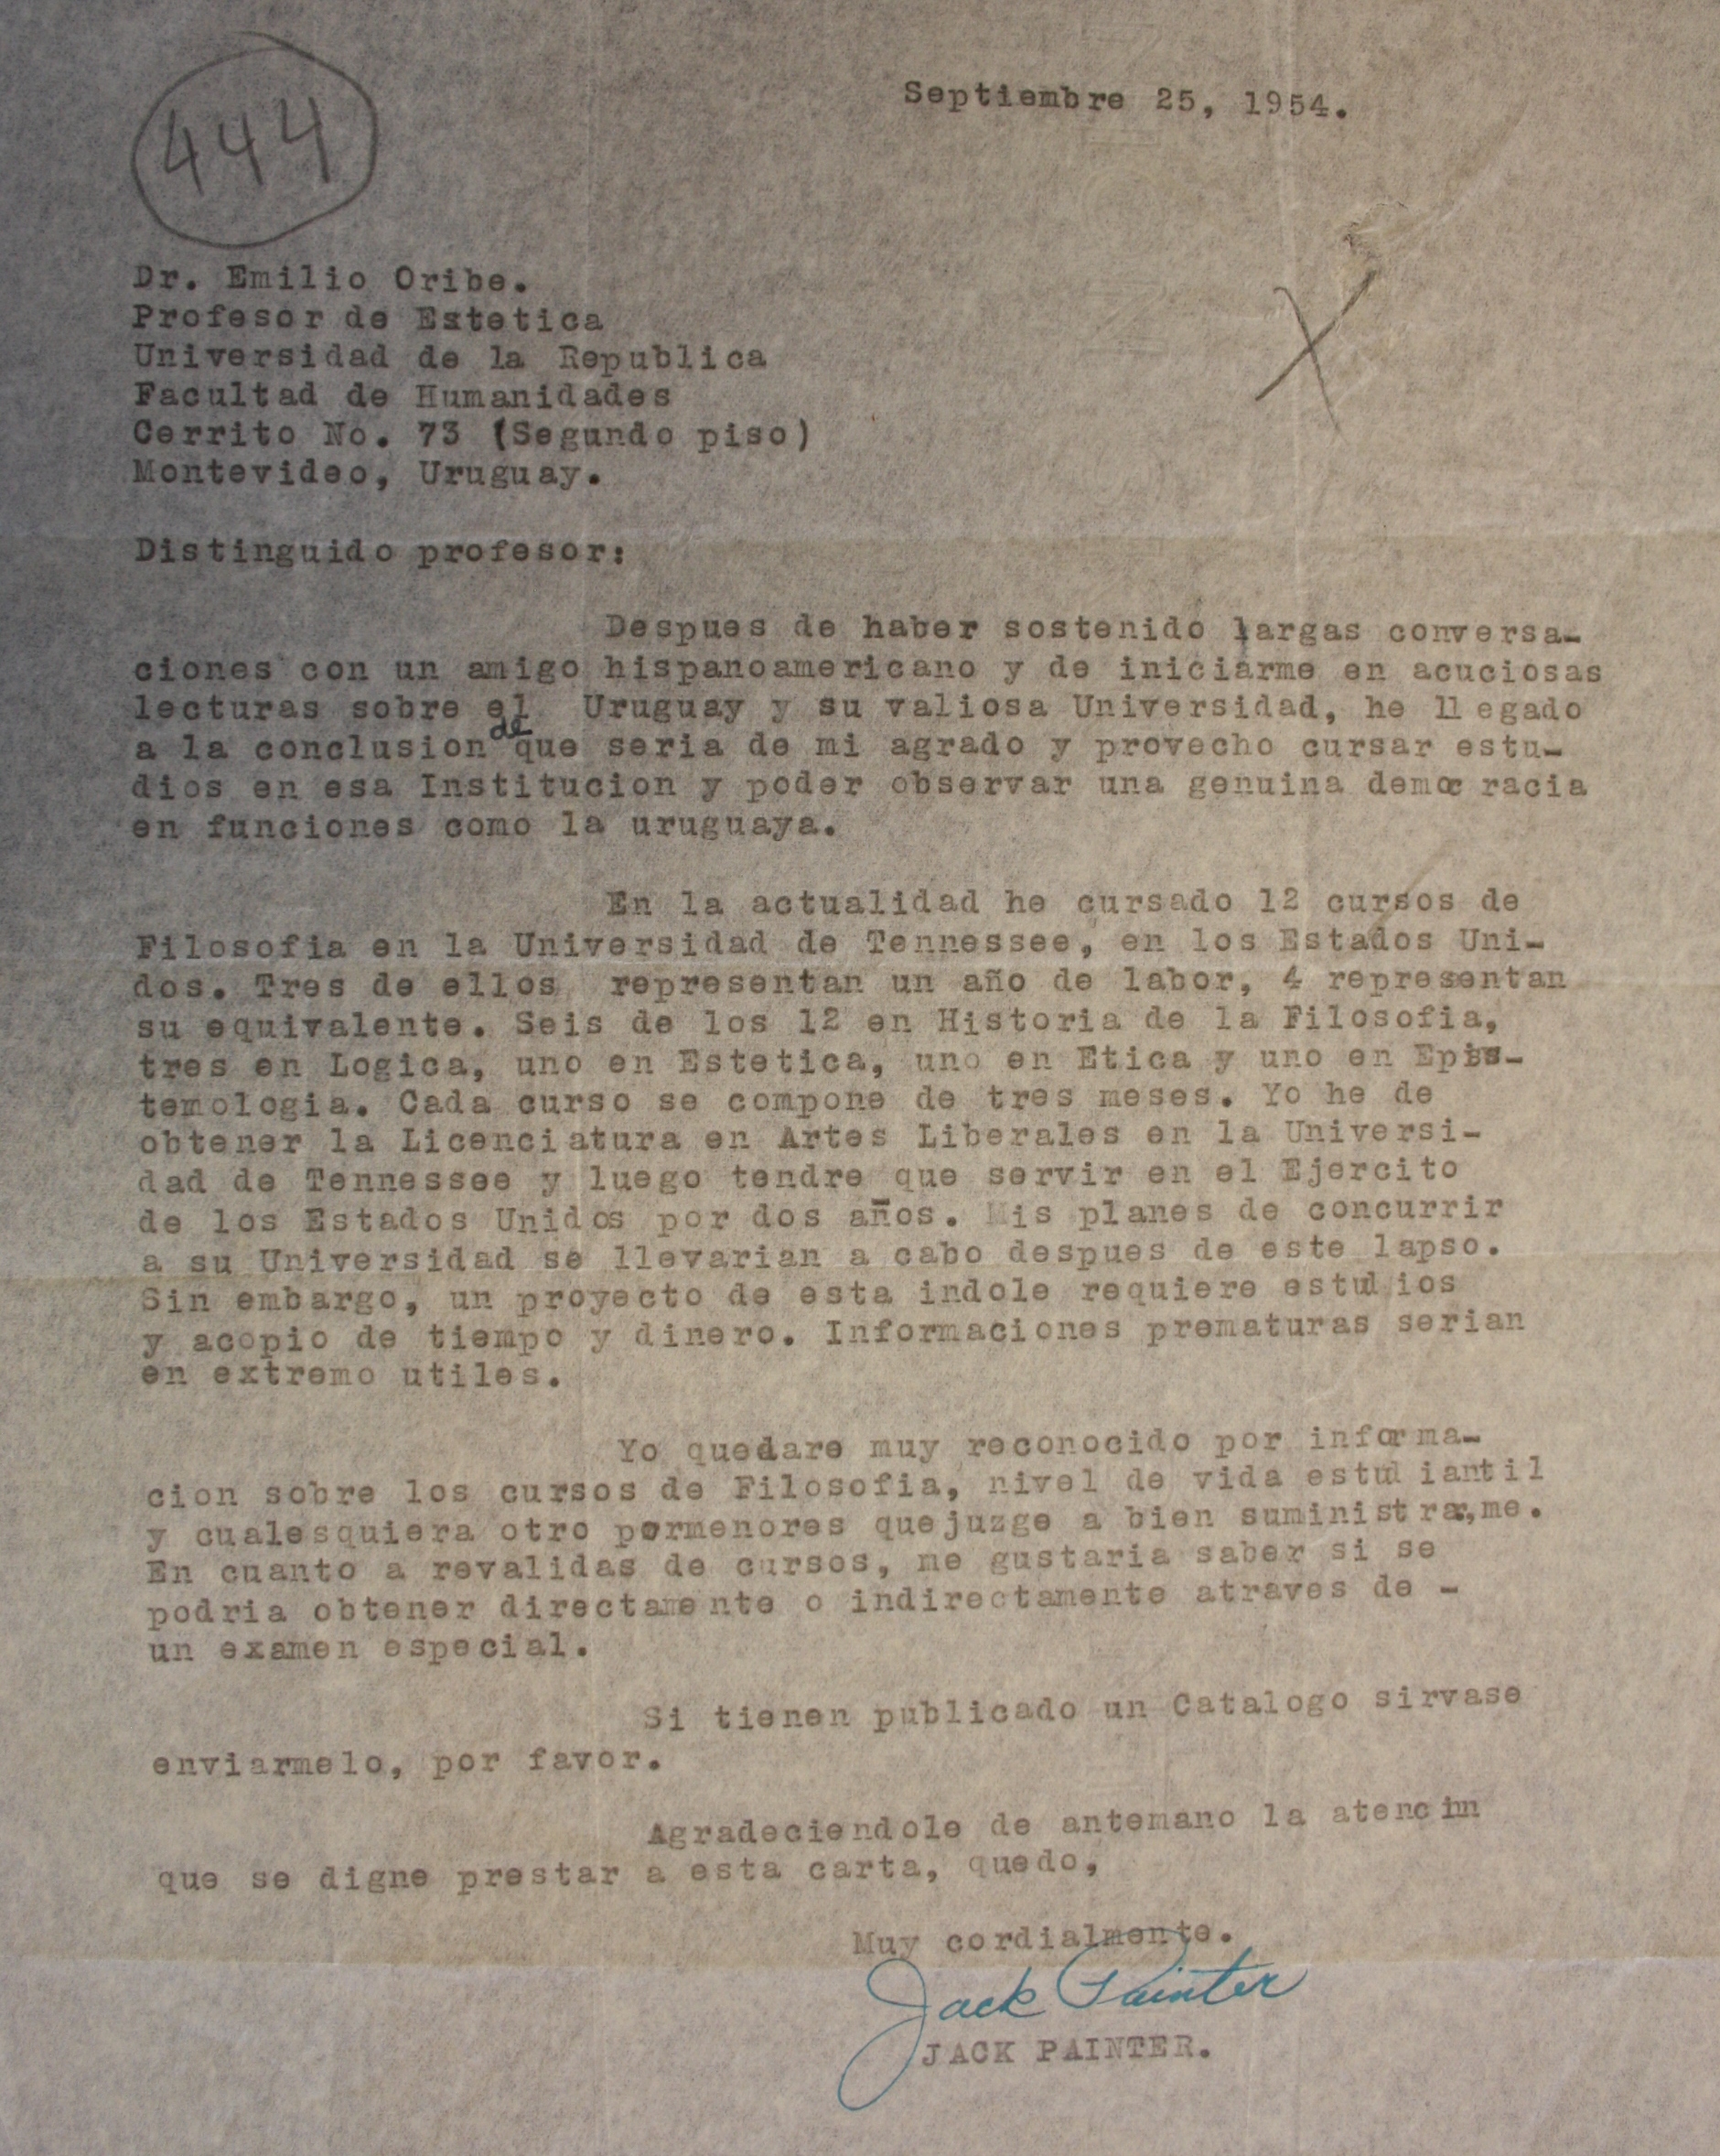 444
Septiembre 25, 1954.
Dr. Emilio Oribe.
Profesor de Estetica
Universidad de la Republica
Facultad de Humanidades
Cerrito No. 73 (Segundo piso)
Montevideo, Uruguay.
Distinguido profesor:
Despues de haber sostenido largas conversa-
ciones con un amigo hispanoamericano y de iniciarme en acuciosas
lecturas sobre el Uruguay y su valiosa Universidad, he llegado
a la conclusion de que seria de mi agrado y provecho cursar estu-
dios en esa Institucion y poder observar una genuina democracia
en funciones como la uruguaya.
En la actualidad he cursado 12 cursos de
Filosofia en la Universidad de Tennessee, en los Estados Uni-
dos. Tres de ellos representan un año de labor, 4 representan
su equivalente. Seis de los 12 en Historia de la Filosofia,
tres en Logica, uno en Estetica, uno en Etica y uno en Epis-
temologia. Cada curso se compone de tres meses. Yo he de
obtener la Licenciatura en Artes Liberales en la Universi-
dad de Tennessee y luego tendre que servir en el Ejercito
de los Estados Unidos por dos años. Mis planes de concurrir
a su Universidad se llevarian a cabo despues de este lapso.
Sin embargo, un proyecto de esta indole requiere estudios
y acopio de tiempo y dinero. Informaciones prematuras serian
en extremo utiles.
Yo quedare muy reconocido por informa-
cion sobre los cursos de Filosofia, nivel de vida estudiantil
y cualesquiera otro pormenores que juzge a bien suministrar,me.
En cuanto a revalidas de cursos, me gustaria saber si se
podria obtener directamente o indirectamente atraves de -
un examen especial.
Si tienen publicado un Catalogo sirvase
enviarmelo, por favor.
Agradeciendole de antemano la atencion
que se digne prestar a esta carta, quedo,
Muy cordialmente.
Jack Painter
JACK PAINTER.